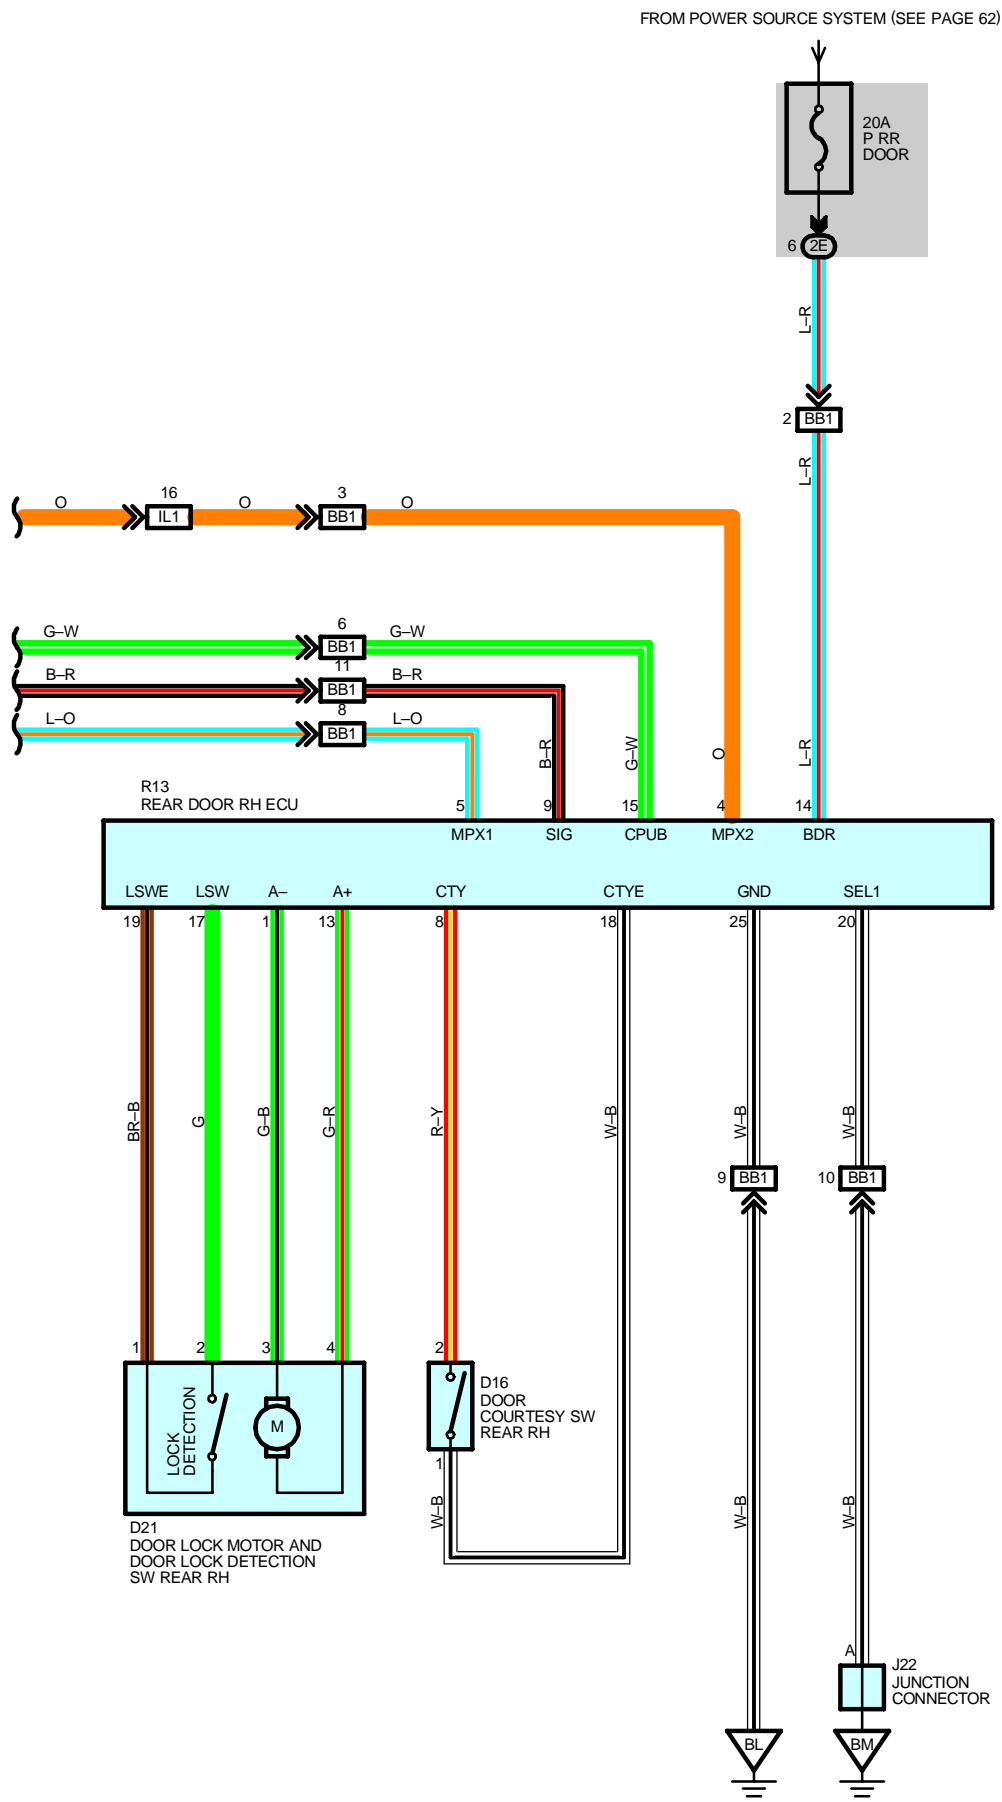 FROM POWER SOURCE SYSTEM (SEE PAGE 62)
20A
P RR
DOOR
6 2E
L–R
2 BB1
L–R
16 3
O O O
IL1 BB1
6
G–W G–W
BB1
11
B–R B–R
BB1
8
L–O L–O
BB1
B–R G–W O L–R
R13
REAR DOOR RH ECU
5 9 15 4 14
MPX1 SIG CPUB MPX2 BDR
LSWE LSW A– A+ CTY CTYE GND SEL1
19 17 1 13 8 18 25 20
BR–B G G–B G–R R–Y W–B W–B W–B
9 BB1 10 BB1
1 2 3 4 2
LOCK
DETECTION
M
D16
DOOR
COURTESY SW
REAR RH
1
W–B W–B W–B
D21
DOOR LOCK MOTOR AND
DOOR LOCK DETECTION
SW REAR RH
A
J22
JUNCTION
CONNECTOR
BL BM